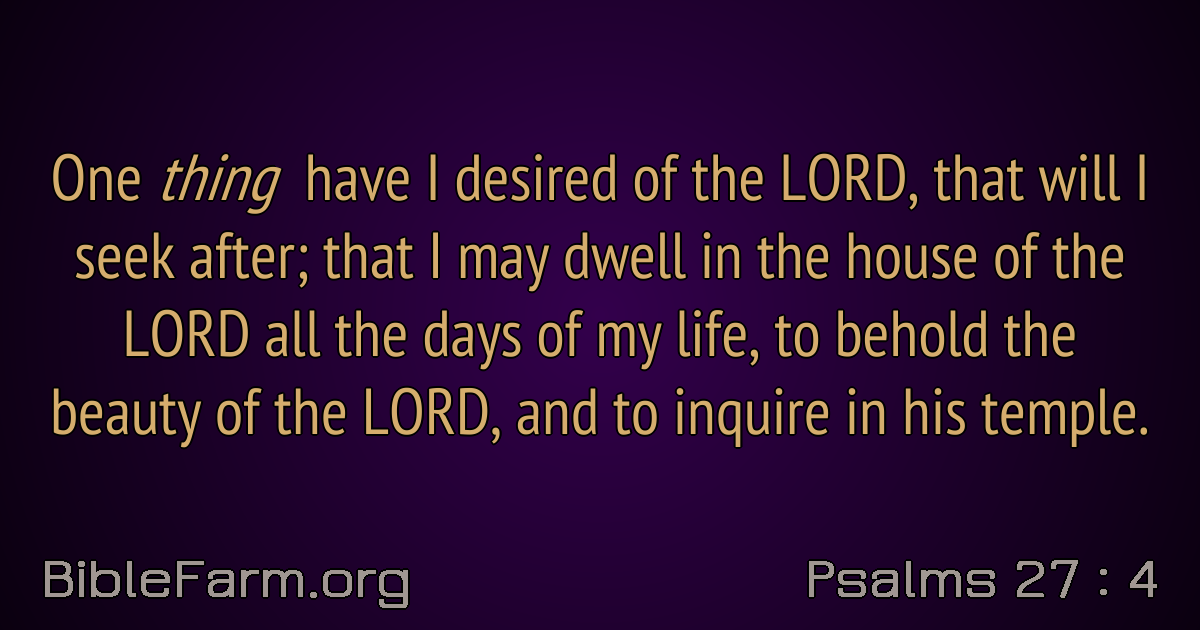 One thing have I desired of the LORD, that will I
seek after; that I may dwell in the house of the
LORD all the days of my life, to behold the
beauty of the LORD, and to inquire in his temple.
BibleFarm.org
Psalms 27 : 4